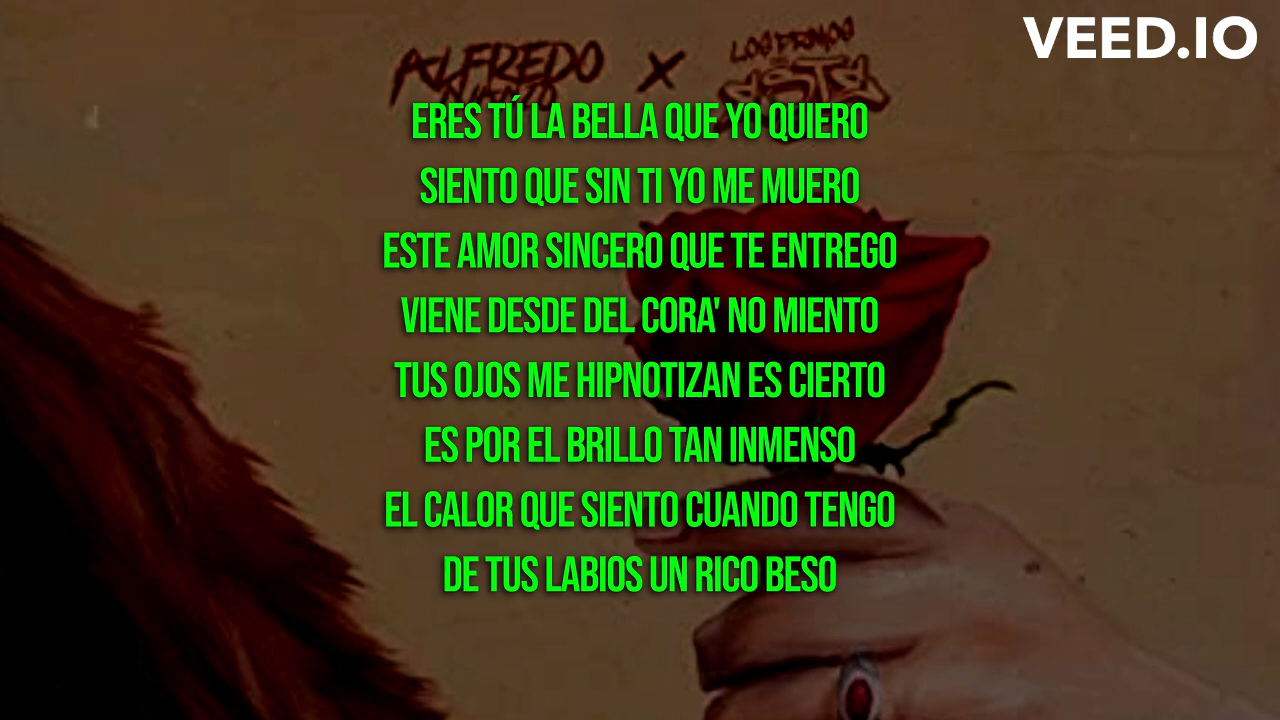 VEED.IO
ALFREDO
X
LOS PRIMOS
ERES TÚ LA BELLA QUE YO QUIERO
SIENTO QUE SIN TI YO ME MUERO
ESTE AMOR SINCERO QUE TE ENTREGO
VIENE DESDE DEL CORA' NO MIENTO
TUS OJOS ME HIPNOTIZAN ES CIERTO
ES POR EL BRILLO TAN INMENSO
EL CALOR QUE SIENTO CUANDO TENGO
DE TUS LABIOS UN RICO BESO